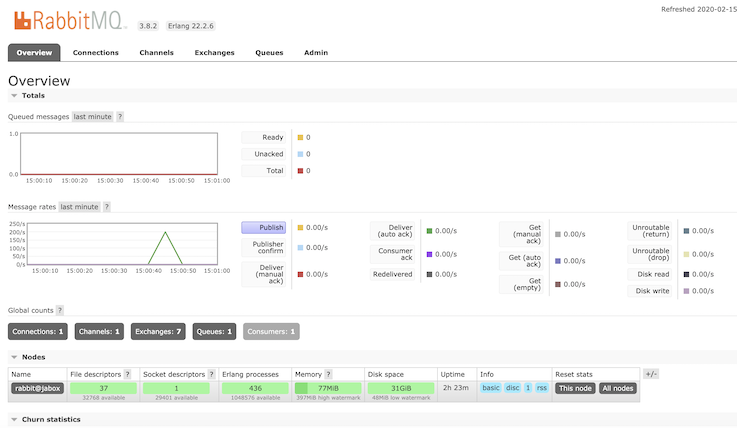 Refreshed 2020-02-15
RabbitMQ 3.8.2 Erlang 22.2.6
Overview Connections Channels Exchanges Queues Admin
Overview
Totals
Queued messages last minute ?
1.0
0.0
15:00:10 15:00:20 15:00:30 15:00:40 15:00:50 15:01:00
Ready 0
Unacked 0
Total 0
Message rates last minute ?
250/s
200/s
150/s
100/s
50/s
0/s
15:00:10 15:00:20 15:00:30 15:00:40 15:00:50 15:01:00
Publish 0.00/s
Publisher
confirm 0.00/s
Deliver
(manual
ack) 0.00/s
Deliver
(auto ack) 0.00/s
Consumer
ack 0.00/s
Redelivered 0.00/s
Get
(manual
ack) 0.00/s
Get (auto
ack) 0.00/s
Get
(empty) 0.00/s
Unroutable
(return) 0.00/s
Unroutable
(drop) 0.00/s
Disk read 0.00/s
Disk write 0.00/s
Global counts ?
Connections: 1 Channels: 1 Exchanges: 7 Queues: 1 Consumers: 1
Nodes
Name File descriptors ? Socket descriptors ? Erlang processes Memory ? Disk space Uptime Info Reset stats +/-
rabbit@jabox 37 1 436 77MiB 31GiB 2h 23m basic disc 1 rss This node All nodes
32768 available 29401 available 1048576 available 397MiB high watermark 48MiB low watermark
Churn statistics